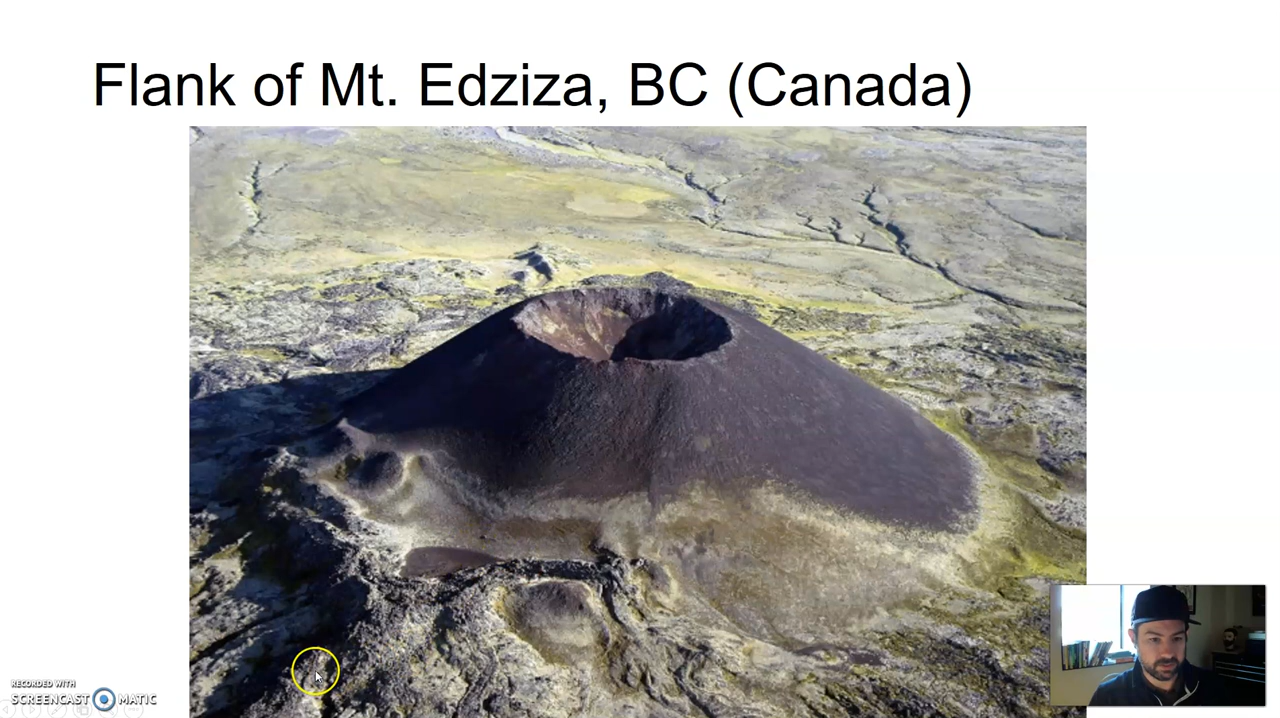 Flank of Mt. Edziza, BC (Canada)
RECORDED WITH
SCREENCAST MATIC